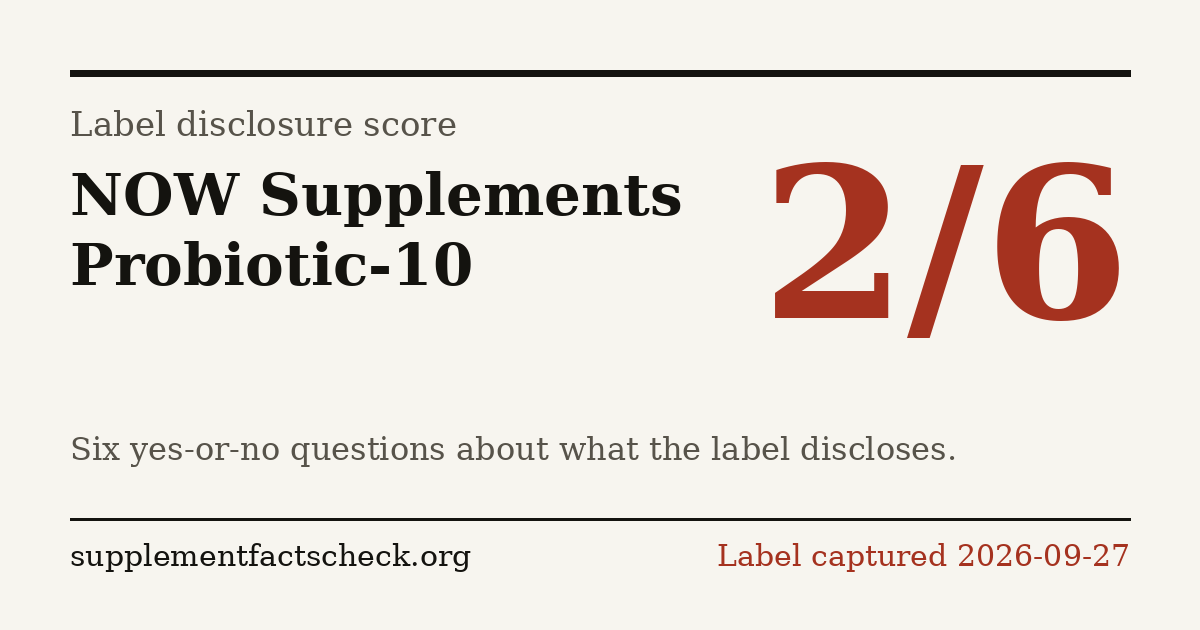 Label disclosure score
NOW Supplements
Probiotic-10
2/6
Six yes-or-no questions about what the label discloses.
supplementfactscheck.org
Label captured 2026-09-27